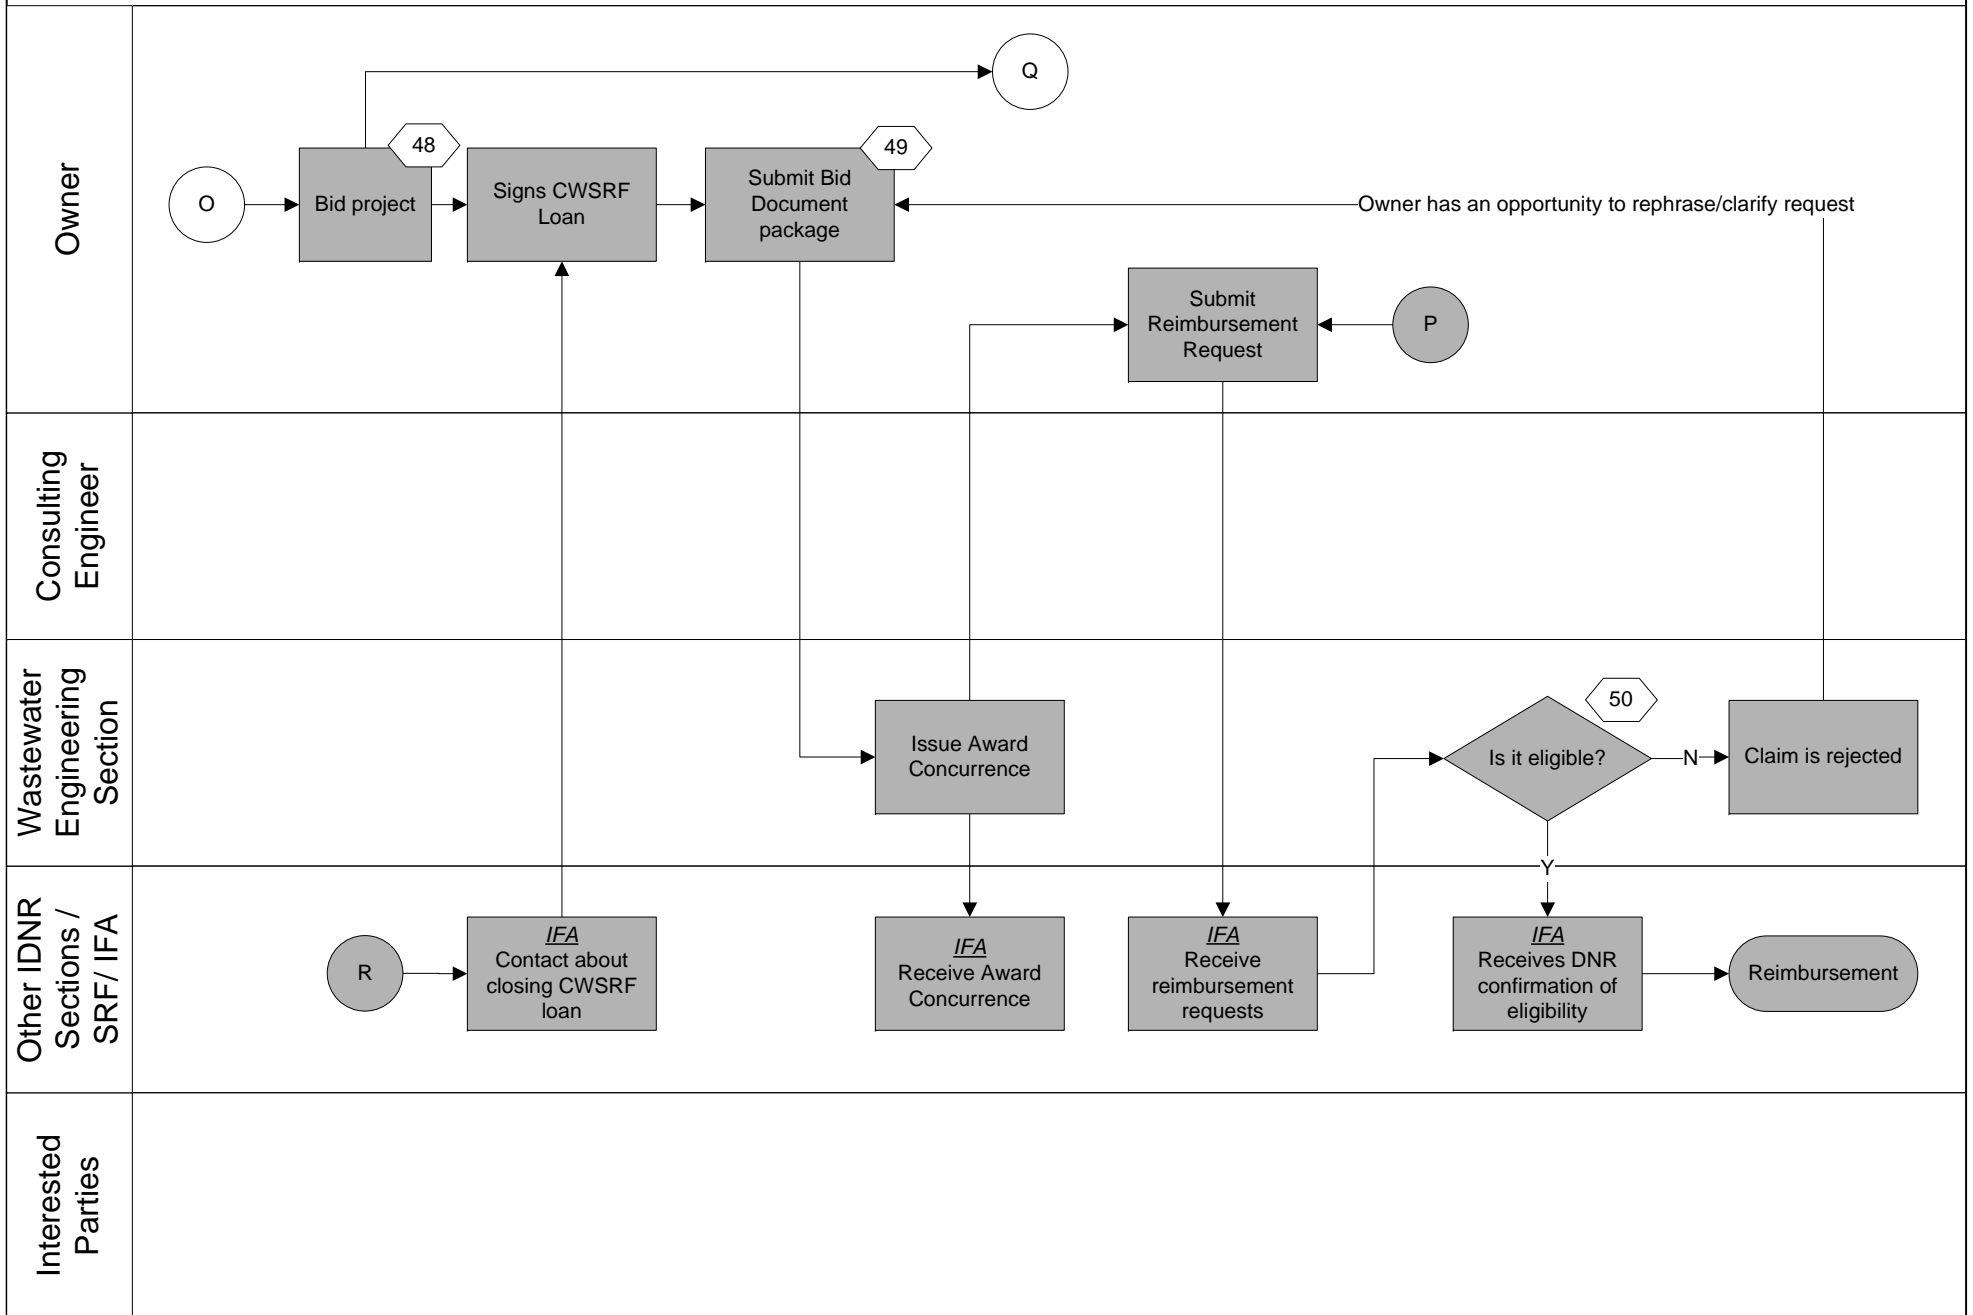 Owner
Q
O
Bid project
48
Signs CWSRF
Loan
Submit Bid
Document
package
49
Owner has an opportunity to rephrase/clarify request
Submit
Reimbursement
Request
P
Consulting
Engineer
Wastewater
Engineering
Section
Issue Award
Concurrence
Is it eligible?
50
N
Claim is rejected
Y
Other IDNR
Sections /
SRF/ IFA
R
IFA
Contact about
closing CWSRF
loan
IFA
Receive Award
Concurrence
IFA
Receive
reimbursement
requests
IFA
Receives DNR
confirmation of
eligibility
Reimbursement
Interested
Parties